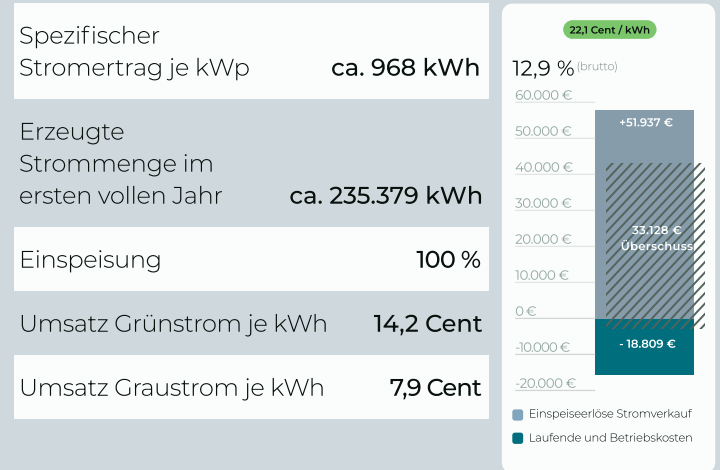 Spezifischer
Stromertrag je kWp ca. 968 kWh
Erzeugte
Strommenge im
ersten vollen Jahr ca. 235.379 kWh
Einspeisung 100 %
Umsatz Grünstrom je kWh 14,2 Cent
Umsatz Graustrom je kWh 7,9 Cent
22,1 Cent / kWh
12,9 % (brutto)
60.000 €
+51.937 €
50.000 €
40.000 €
30.000 €
33.128 €
Überschuss
20.000 €
10.000 €
0 €
-10.000 €
- 18.809 €
-20.000 €
Einspeiseerlöse Stromverkauf
Laufende und Betriebskosten